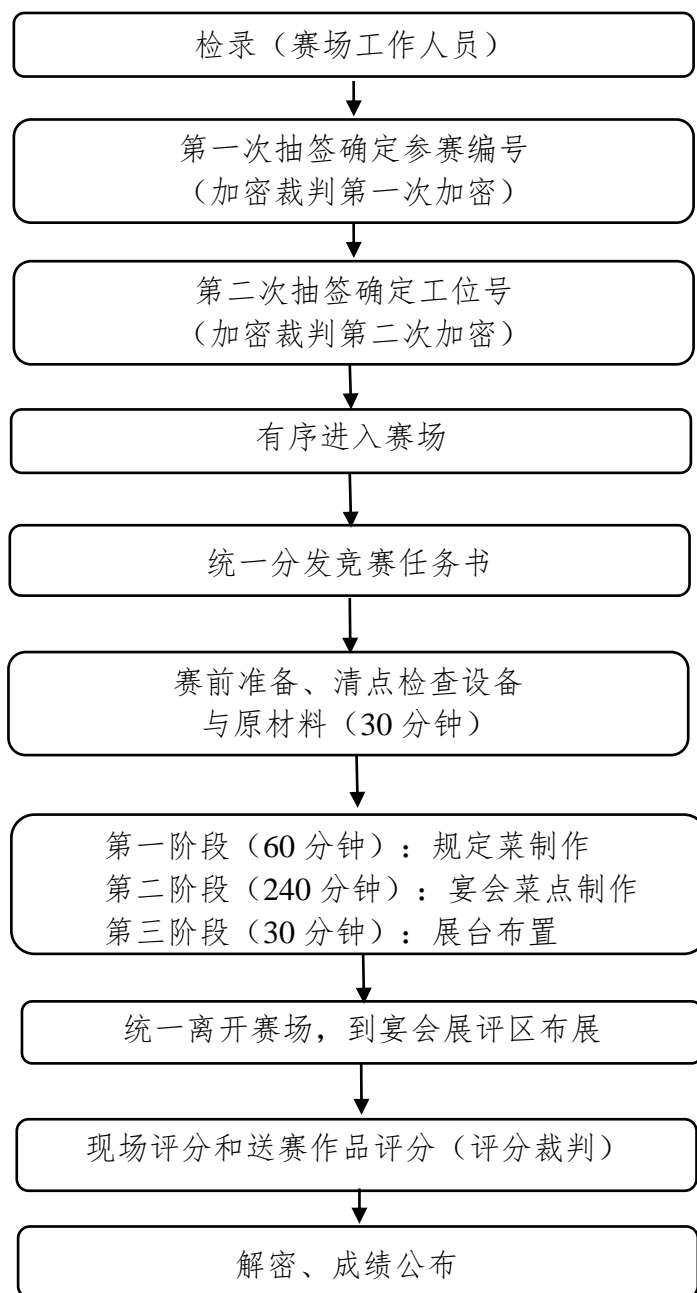 检录（赛场工作人员）
第一次抽签确定参赛编号
（加密裁判第一次加密）
第二次抽签确定工位号
（加密裁判第二次加密）
有序进入赛场
统一分发竞赛任务书
赛前准备、清点检查设备
与原材料（30 分钟）
第一阶段（60 分钟）：规定菜制作
第二阶段（240 分钟）：宴会菜点制作
第三阶段（30 分钟）：展台布置
统一离开赛场，到宴会展评区布展
现场评分和送赛作品评分（评分裁判）
解密、成绩公布